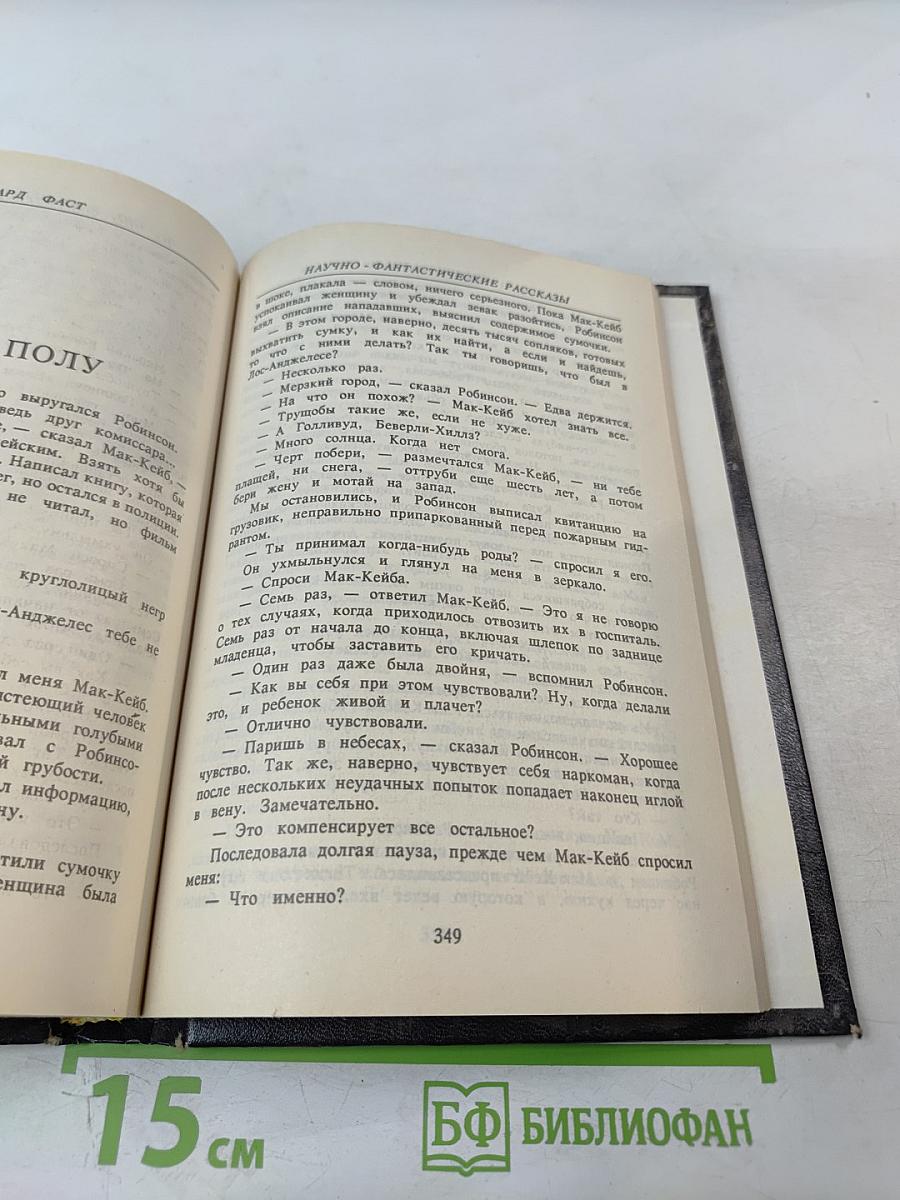 АРД ФАСТ
ПОЛУ
о выругался Робинсон.
ведь друг комиссара...
е, — сказал Мак-Кейб, —
ейским. Взять хотя бы
. Написал книгу, которая
ег, но остался в полиции.
не читал, но фильм
круглолицый негр
-Анджелес тебе не
л меня Мак-Кейб.
истеющий человек
льными голубыми
вал с Робинсо-
й грубости.
л информацию,
ну.
тили сумочку
енщина была
НАУЧНО-ФАНТАСТИЧЕСКИЕ РАССКАЗЫ
в шоке, плакала — словом, ничего серьезного. Пока Мак-Кейб
успокаивал женщину и убеждал зевак разойтись, Робинсон
взял описание нападавших, выяснил содержимое сумочки.
— В этом городе, наверно, десять тысяч сопляков, готовых
выхватить сумку, и как их найти, а если и найдешь,
то что с ними делать? Так ты говоришь, что был в
Лос-Анджелесе?
— Несколько раз.
— Мерзкий город, — сказал Робинсон. — Едва держится.
— На что он похож? — Мак-Кейб хотел знать все.
— Трущобы такие же, если не хуже.
— А Голливуд, Беверли-Хиллз?
— Много солнца. Когда нет смога.
— Черт побери, — размечтался Мак-Кейб, — ни тебе
плащей, ни снега, — оттруби еще шесть лет, а потом
бери жену и мотай на запад.
Мы остановились, и Робинсон выписал квитанцию на
грузовик, неправильно припаркованный перед пожарным гид-
рантом.
— Ты принимал когда-нибудь роды? — спросил я его.
Он ухмыльнулся и глянул на меня в зеркало.
— Спроси Мак-Кейба.
— Семь раз, — ответил Мак-Кейб. — Это я не говорю
о тех случаях, когда приходилось отвозить их в госпиталь.
Семь раз от начала до конца, включая шлепок по заднице
младенца, чтобы заставить его кричать.
— Один раз даже была двойня, — вспомнил Робинсон.
— Как вы себя при этом чувствовали? Ну, когда делали
это, и ребенок живой и плачет?
— Отлично чувствовали.
— Паришь в небесах, — сказал Робинсон. — Хорошее
чувство. Так же, наверно, чувствует себя наркоман, когда
после нескольких неудачных попыток попадает наконец иглой
в вену. Замечательно.
— Это компенсирует все остальное?
Последовала долгая пауза, прежде чем Мак-Кейб спросил
меня:
— Что именно?
349
15 см
БФ БИБЛИОФАН